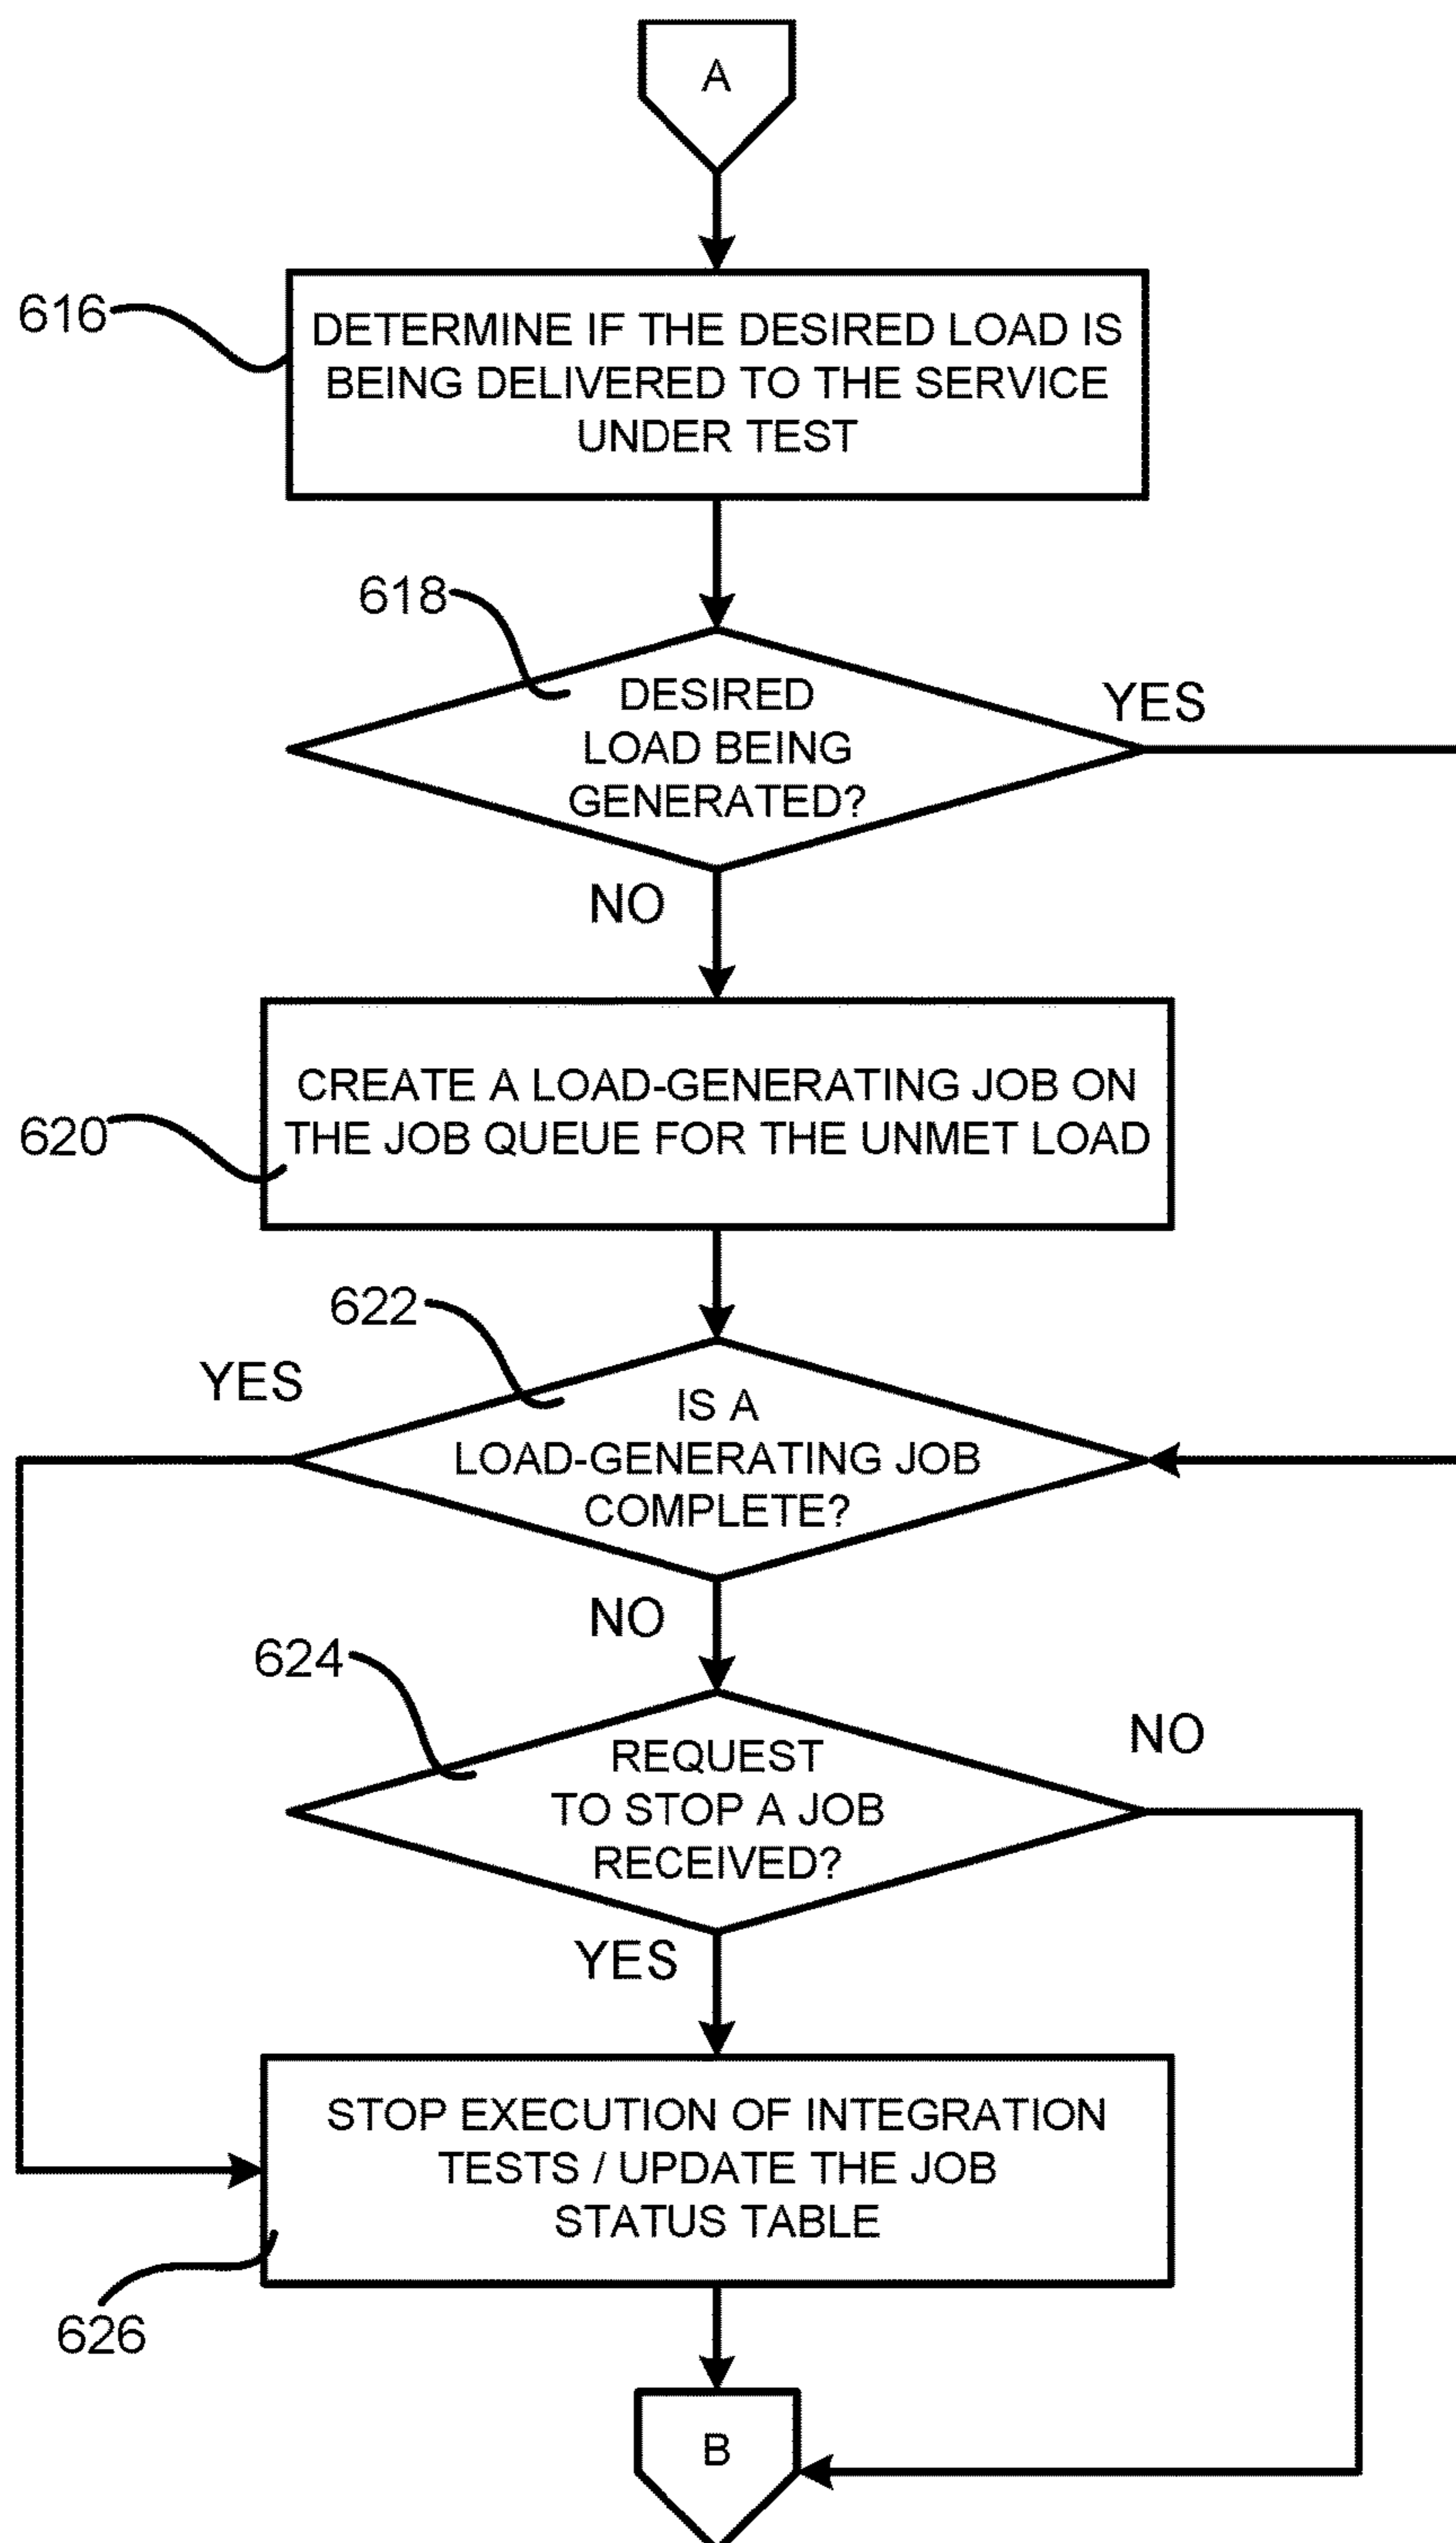 A
616
DETERMINE IF THE DESIRED LOAD IS
BEING DELIVERED TO THE SERVICE
UNDER TEST
618
DESIRED
LOAD BEING
GENERATED?
YES
NO
620
CREATE A LOAD-GENERATING JOB ON
THE JOB QUEUE FOR THE UNMET LOAD
622
YES
IS A
LOAD-GENERATING JOB
COMPLETE?
NO
624
REQUEST
TO STOP A JOB
RECEIVED?
NO
YES
STOP EXECUTION OF INTEGRATION
TESTS / UPDATE THE JOB
STATUS TABLE
626
B